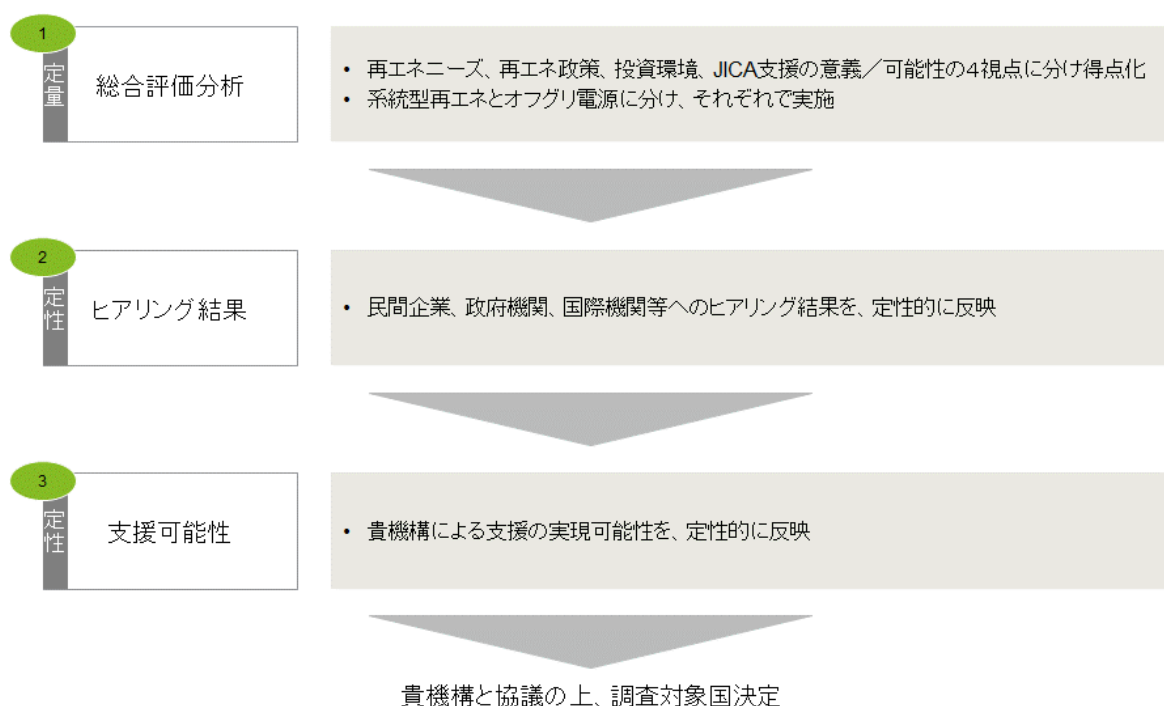 1
定量
総合評価分析
• 再エネニーズ、再エネ政策、投資環境、JICA支援の意義／可能性の4視点に分け得点化
• 系統型再エネとオフグリ電源に分け、それぞれで実施
2
定性
ヒアリング結果
• 民間企業、政府機関、国際機関等へのヒアリング結果を、定性的に反映
3
定性
支援可能性
• 貴機構による支援の実現可能性を、定性的に反映
貴機構と協議の上、調査対象国決定